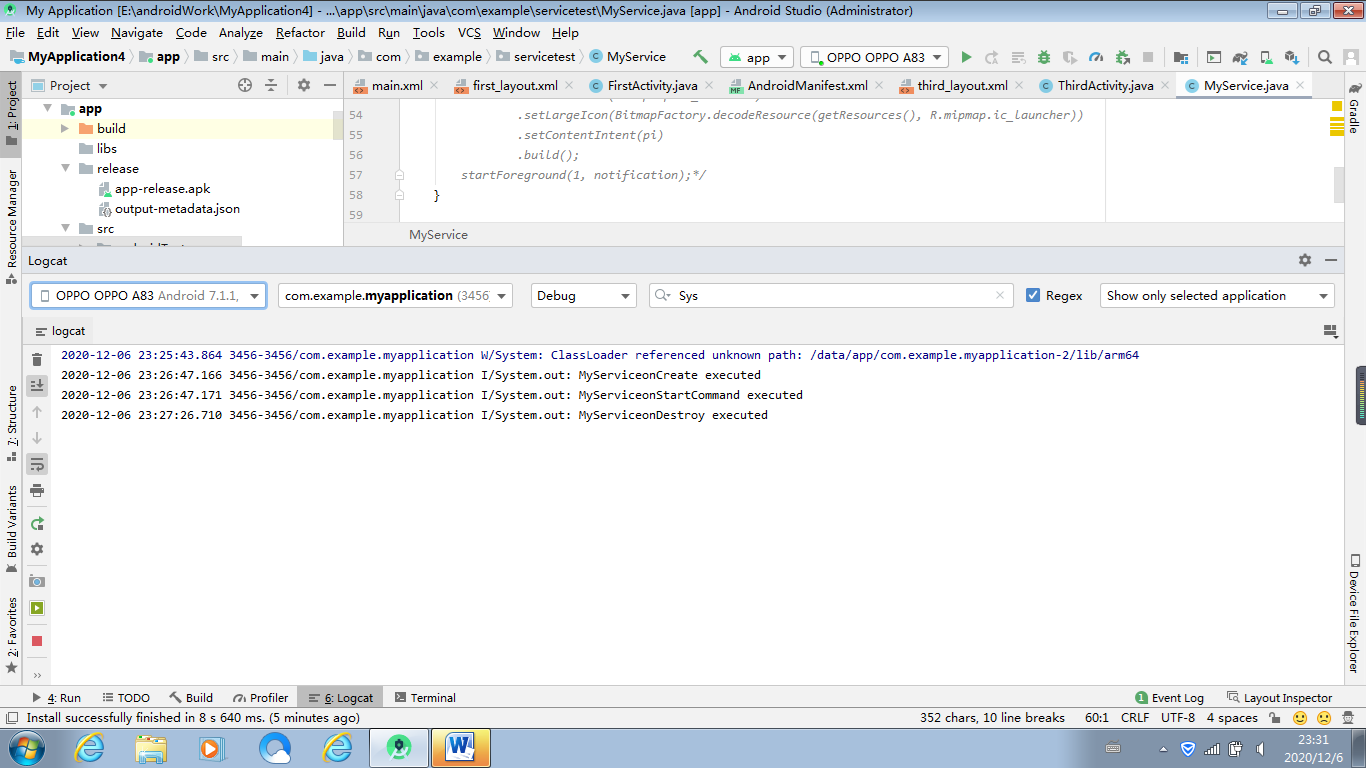 My Application [E:\androidWork\MyApplication4] - ...\app\src\main\java\com\example\servicetest\MyService.java [app] - Android Studio (Administrator)
File Edit View Navigate Code Analyze Refactor Build Run Tools VCS Window Help
MyApplication4 app src main java com example servicetest MyService app OPPO OPPO A83
1: Project
Resource Manager
7: Structure
Build Variants
2: Favorites
Project
app
build
libs
release
app-release.apk
output-metadata.json
src
main.xml first_layout.xml FirstActivity.java AndroidManifest.xml third_layout.xml ThirdActivity.java MyService.java
54 .setLargeIcon(BitmapFactory.decodeResource(getResources(), R.mipmap.ic_launcher))
55 .setContentIntent(pi)
56 .build();
57 startForeground(1, notification);*/
58 }
59
MyService
Gradle
Device File Explorer
Logcat
OPPO OPPO A83 Android 7.1.1, com.example.myapplication (3456) Debug Sys Regex Show only selected application
logcat
2020-12-06 23:25:43.864 3456-3456/com.example.myapplication W/System: ClassLoader referenced unknown path: /data/app/com.example.myapplication-2/lib/arm64
2020-12-06 23:26:47.166 3456-3456/com.example.myapplication I/System.out: MyServiceonCreate executed
2020-12-06 23:26:47.171 3456-3456/com.example.myapplication I/System.out: MyServiceonStartCommand executed
2020-12-06 23:27:26.710 3456-3456/com.example.myapplication I/System.out: MyServiceonDestroy executed
4: Run TODO Build Profiler 6: Logcat Terminal 1 Event Log Layout Inspector
Install successfully finished in 8 s 640 ms. (5 minutes ago) 352 chars, 10 line breaks 60:1 CRLF UTF-8 4 spaces
23:31
2020/12/6